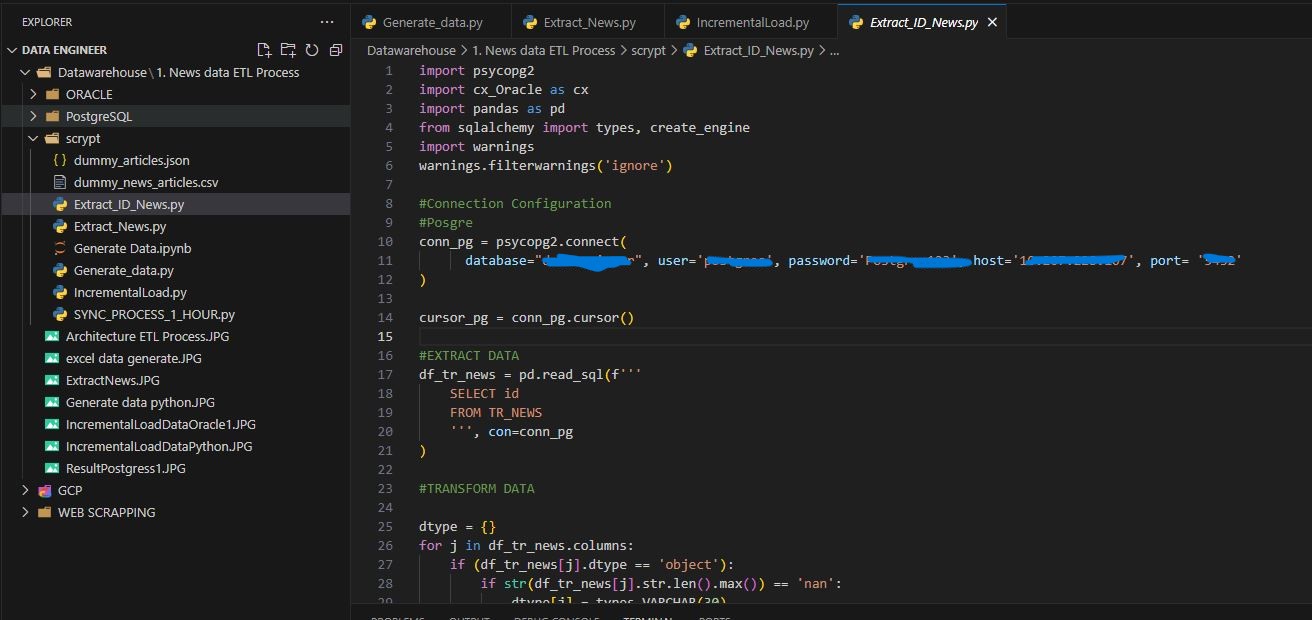 EXPLORER
DATA ENGINEER
Datawarehouse \ 1. News data ETL Process
ORACLE
PostgreSQL
scrypt
dummy_articles.json
dummy_news_articles.csv
Extract_ID_News.py
Extract_News.py
Generate Data.ipynb
Generate_data.py
IncrementalLoad.py
SYNC_PROCESS_1_HOUR.py
Architecture ETL Process.JPG
excel data generate.JPG
ExtractNews.JPG
Generate data python.JPG
IncrementalLoadDataOracle1.JPG
IncrementalLoadDataPython.JPG
ResultPostgress1.JPG
GCP
WEB SCRAPPING
Generate_data.py Extract_News.py IncrementalLoad.py Extract_ID_News.py
Datawarehouse > 1. News data ETL Process > scrypt > Extract_ID_News.py > ...
1 import psycopg2
2 import cx_Oracle as cx
3 import pandas as pd
4 from sqlalchemy import types, create_engine
5 import warnings
6 warnings.filterwarnings('ignore')
7
8 #Connection Configuration
9 #Posgre
10 conn_pg = psycopg2.connect(
11 database=" ", user=' ', password=' host=' ', port= ' '
12 )
13
14 cursor_pg = conn_pg.cursor()
15
16 #EXTRACT DATA
17 df_tr_news = pd.read_sql(f'''
18 SELECT id
19 FROM TR_NEWS
20 ''', con=conn_pg
21 )
22
23 #TRANSFORM DATA
24
25 dtype = {}
26 for j in df_tr_news.columns:
27 if (df_tr_news[j].dtype == 'object'):
28 if str(df_tr_news[j].str.len().max()) == 'nan':
29 dtype[j] = types.VARCHAR(30)
PROBLEMS OUTPUT DEBUG CONSOLE TERMINAL PORTS